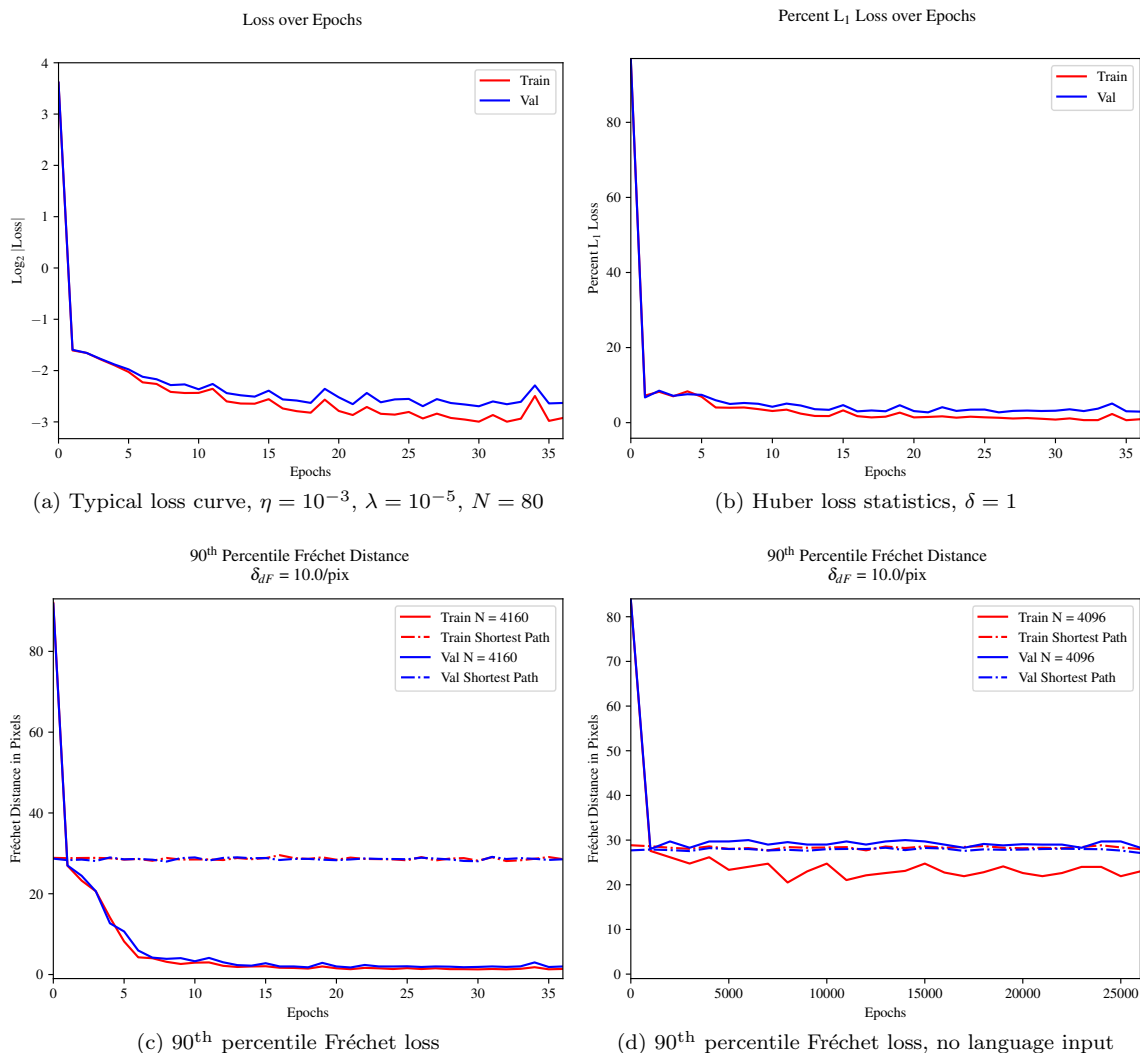 Loss over Epochs
4
3
2
1
0
−1
−2
−3
Log₂ |Loss|
Train
Val
0 5 10 15 20 25 30 35
Epochs
(a) Typical loss curve, η = 10⁻³, λ = 10⁻⁵, N = 80
Percent L₁ Loss over Epochs
80
60
40
20
0
Percent L₁ Loss
Train
Val
0 5 10 15 20 25 30 35
Epochs
(b) Huber loss statistics, δ = 1
90ᵗʰ Percentile Fréchet Distance
δ_dF = 10.0/pix
80
60
40
20
0
Fréchet Distance in Pixels
Train N = 4160
Train Shortest Path
Val N = 4160
Val Shortest Path
0 5 10 15 20 25 30 35
Epochs
(c) 90ᵗʰ percentile Fréchet loss
90ᵗʰ Percentile Fréchet Distance
δ_dF = 10.0/pix
80
70
60
50
40
30
20
10
0
Fréchet Distance in Pixels
Train N = 4096
Train Shortest Path
Val N = 4096
Val Shortest Path
0 5000 10000 15000 20000 25000
Epochs
(d) 90ᵗʰ percentile Fréchet loss, no language input